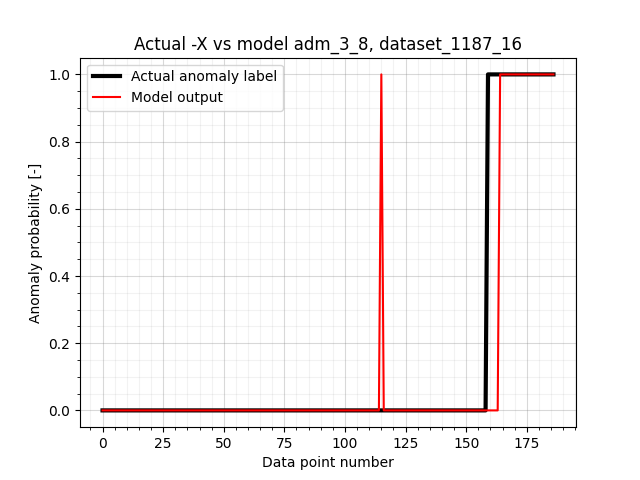 Actual -X vs model adm_3_8, dataset_1187_16
Actual anomaly label
Model output
1.0
0.8
0.6
0.4
0.2
0.0
Anomaly probability [-]
0 25 50 75 100 125 150 175
Data point number